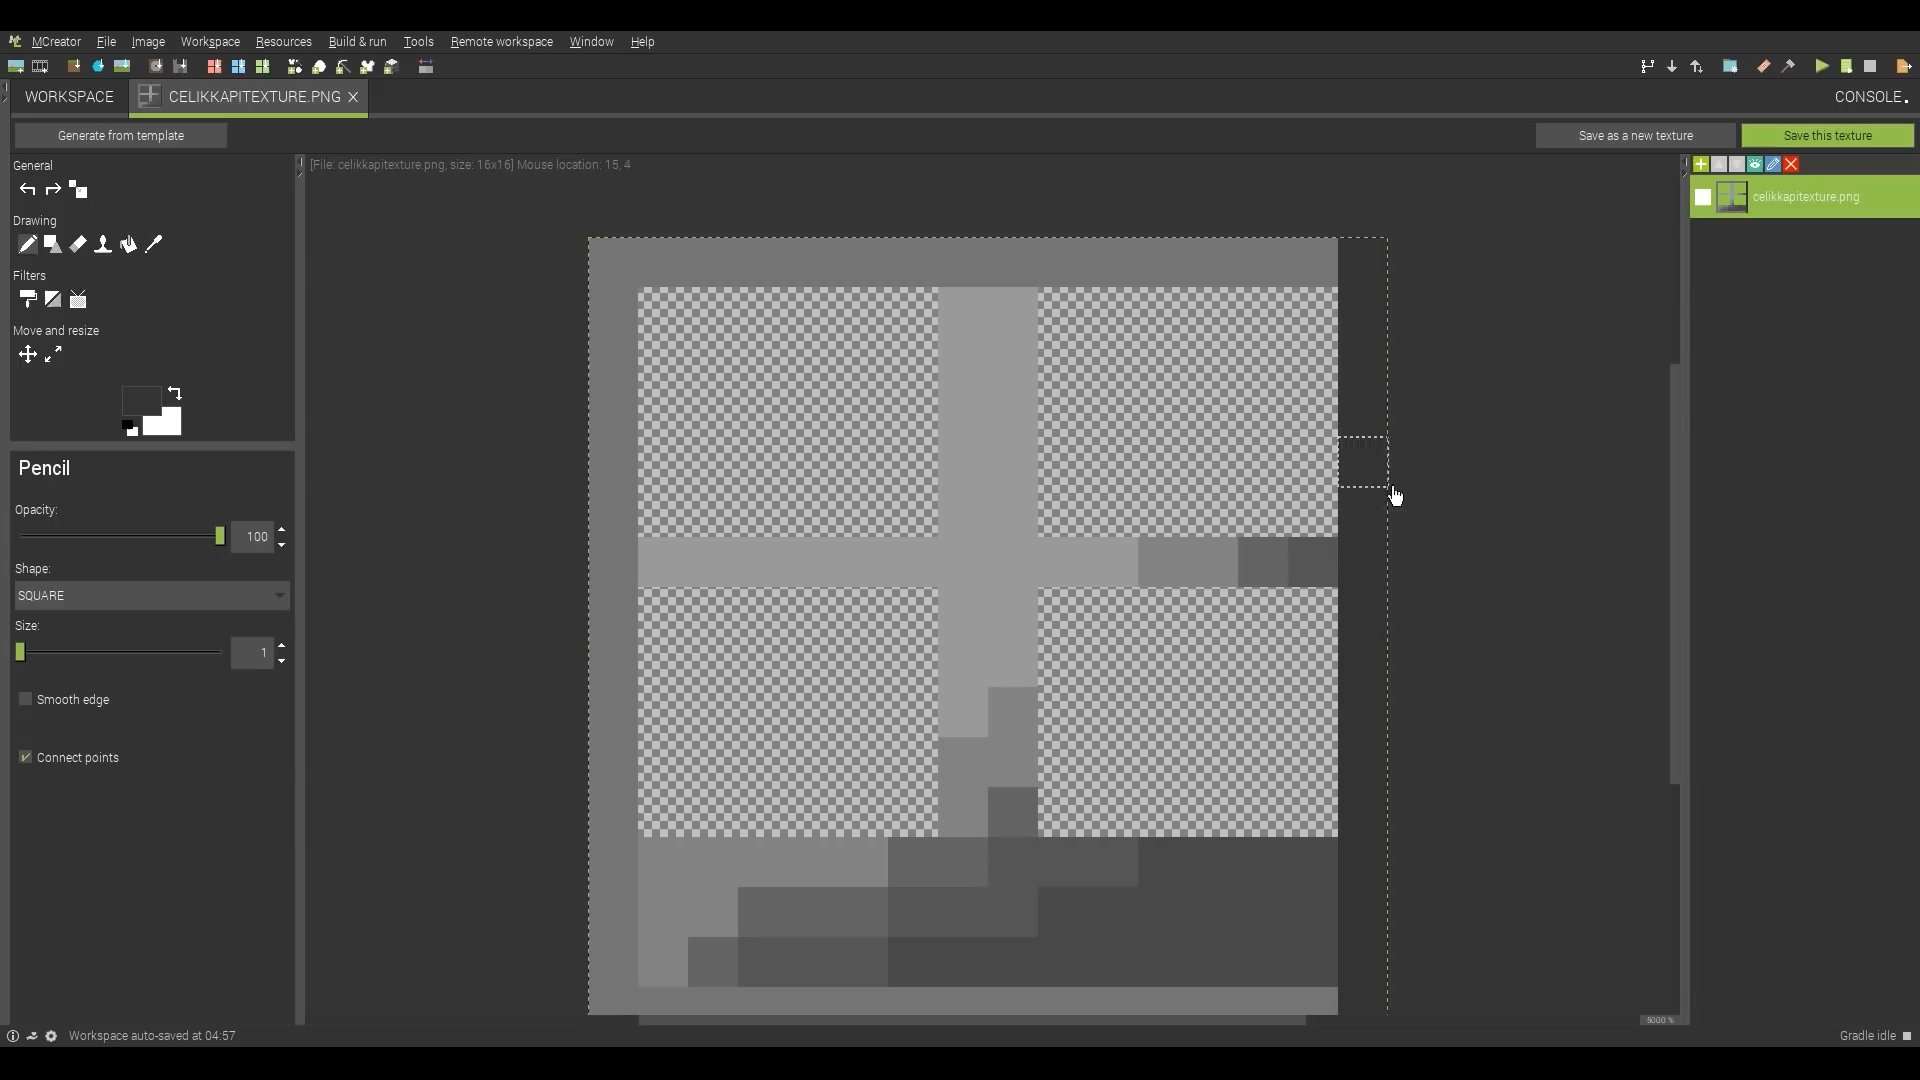 MCreator File Image Workspace Resources Build & run Tools Remote workspace Window Help
WORKSPACE CELIKKAPITEXTURE.PNG CONSOLE
Generate from template Save as a new texture Save this texture
General
[File: celikkapitexture.png, size: 16x16] Mouse location: 15, 4
celikkapitexture.png
Drawing
Filters
Move and resize
Pencil
Opacity:
100
Shape:
SQUARE
Size:
1
Smooth edge
Connect points
5000 %
Workspace auto-saved at 04:57 Gradle idle